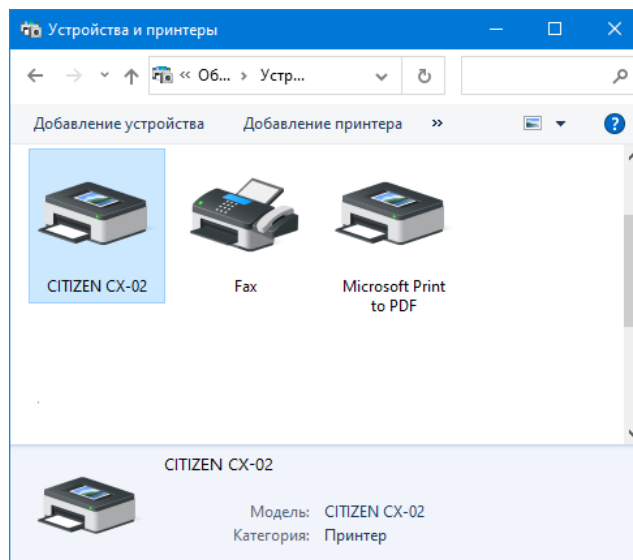 Устройства и принтеры
« Об... › Устр...
Добавление устройства Добавление принтера »
?
CITIZEN CX-02
Fax
Microsoft Print
to PDF
CITIZEN CX-02
Модель: CITIZEN CX-02
Категория: Принтер